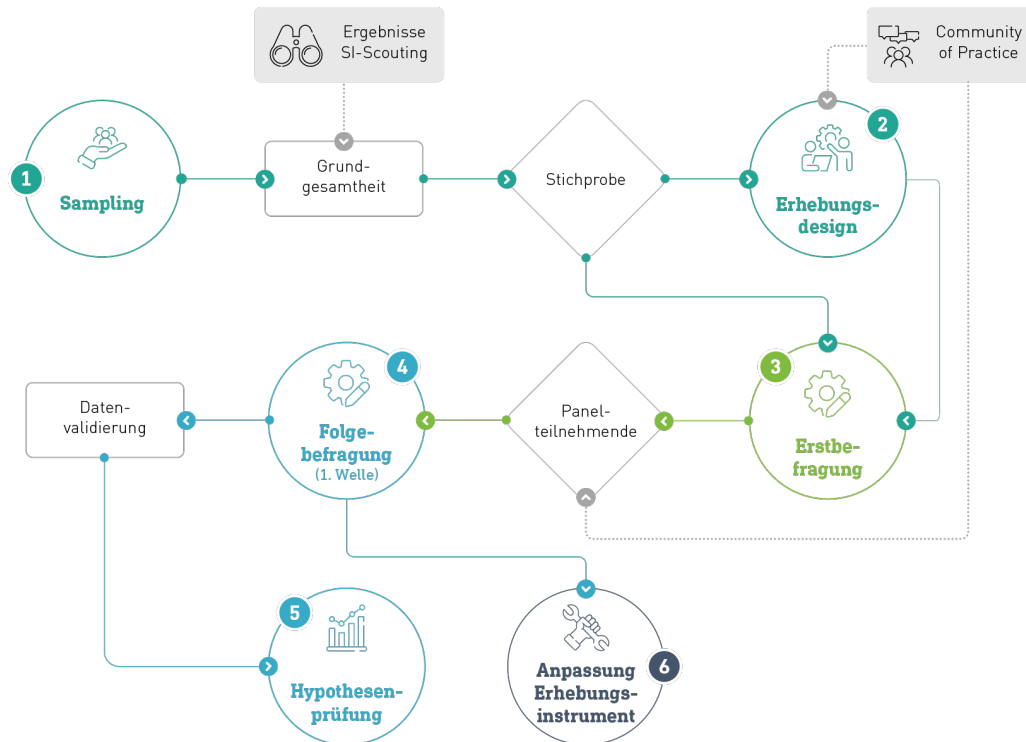 Ergebnisse
SI-Scouting
Community
of Practice
1
Sampling
Grund-
gesamtheit
Stichprobe
2
Erhebungs-
design
3
Erstbe-
fragung
Panel-
teilnehmende
4
Folge-
befragung
(1. Welle)
Daten-
validierung
5
Hypothesen-
prüfung
6
Anpassung
Erhebungs-
instrument